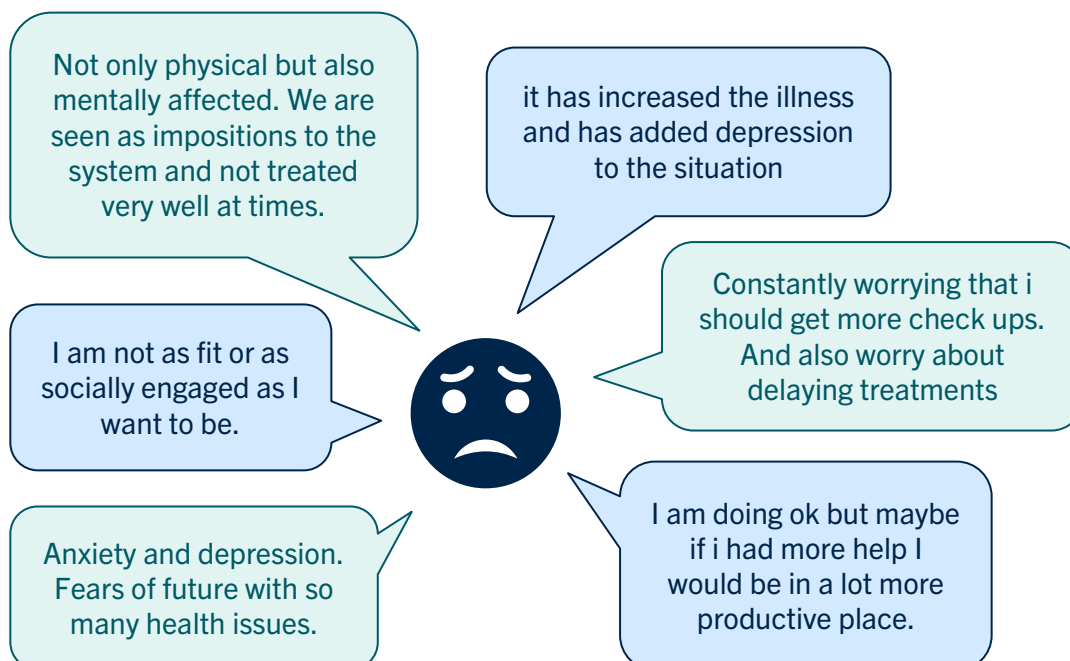 Not only physical but also
mentally affected. We are
seen as impositions to the
system and not treated
very well at times.
it has increased the illness
and has added depression
to the situation
Constantly worrying that i
should get more check ups.
And also worry about
delaying treatments
I am not as fit or as
socially engaged as I
want to be.
Anxiety and depression.
Fears of future with so
many health issues.
I am doing ok but maybe
if i had more help I
would be in a lot more
productive place.